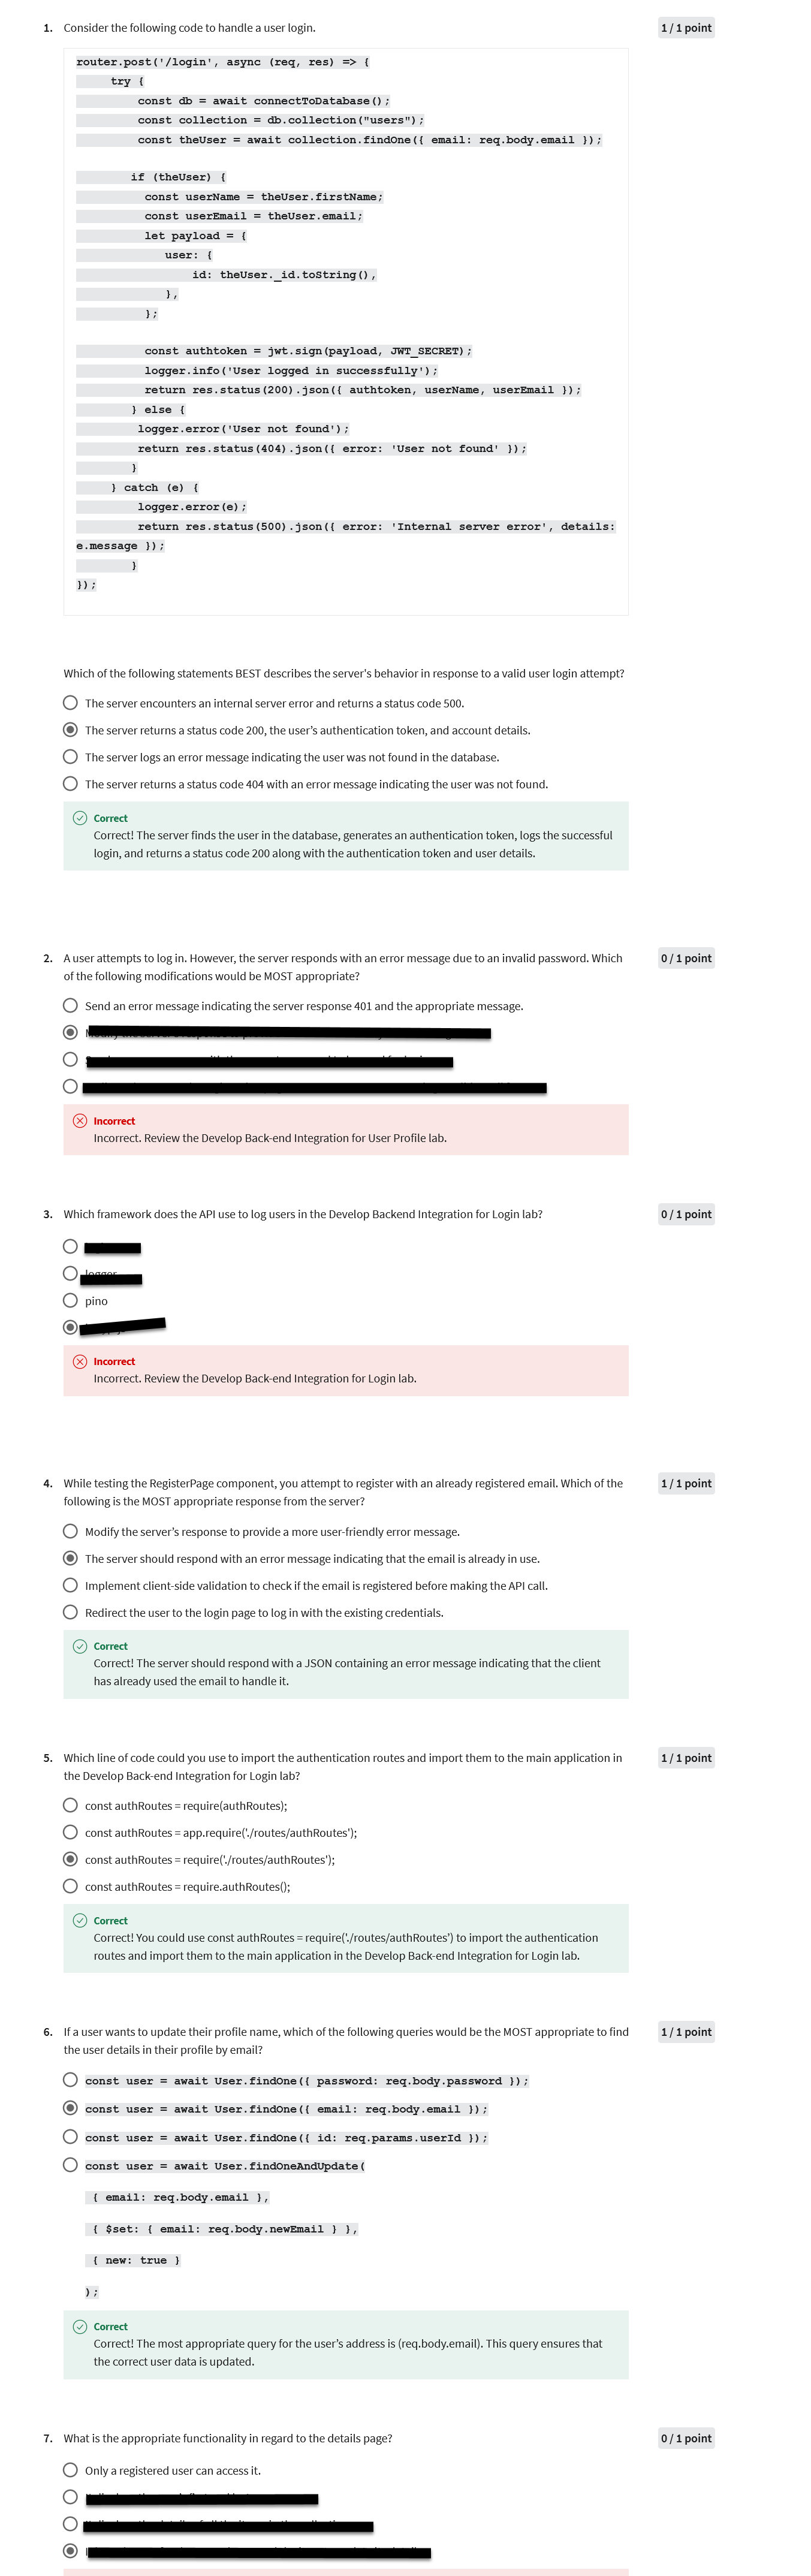 1. Consider the following code to handle a user login.
1 / 1 point
router.post('/login', async (req, res) => {
try {
const db = await connectToDatabase();
const collection = db.collection("users");
const theUser = await collection.findOne({ email: req.body.email });
if (theUser) {
const userName = theUser.firstName;
const userEmail = theUser.email;
let payload = {
user: {
id: theUser._id.toString(),
},
};
const authtoken = jwt.sign(payload, JWT_SECRET);
logger.info('User logged in successfully');
return res.status(200).json({ authtoken, userName, userEmail });
} else {
logger.error('User not found');
return res.status(404).json({ error: 'User not found' });
}
} catch (e) {
logger.error(e);
return res.status(500).json({ error: 'Internal server error', details:
e.message });
}
});
Which of the following statements BEST describes the server's behavior in response to a valid user login attempt?
The server encounters an internal server error and returns a status code 500.
The server returns a status code 200, the user’s authentication token, and account details.
The server logs an error message indicating the user was not found in the database.
The server returns a status code 404 with an error message indicating the user was not found.
Correct
Correct! The server finds the user in the database, generates an authentication token, logs the successful
login, and returns a status code 200 along with the authentication token and user details.
2. A user attempts to log in. However, the server responds with an error message due to an invalid password. Which
of the following modifications would be MOST appropriate?
0 / 1 point
Send an error message indicating the server response 401 and the appropriate message.
Incorrect
Incorrect. Review the Develop Back-end Integration for User Profile lab.
3. Which framework does the API use to log users in the Develop Backend Integration for Login lab?
0 / 1 point
pino
Incorrect
Incorrect. Review the Develop Back-end Integration for Login lab.
4. While testing the RegisterPage component, you attempt to register with an already registered email. Which of the
following is the MOST appropriate response from the server?
1 / 1 point
Modify the server’s response to provide a more user-friendly error message.
The server should respond with an error message indicating that the email is already in use.
Implement client-side validation to check if the email is registered before making the API call.
Redirect the user to the login page to log in with the existing credentials.
Correct
Correct! The server should respond with a JSON containing an error message indicating that the client
has already used the email to handle it.
5. Which line of code could you use to import the authentication routes and import them to the main application in
the Develop Back-end Integration for Login lab?
1 / 1 point
const authRoutes = require(authRoutes);
const authRoutes = app.require('./routes/authRoutes');
const authRoutes = require('./routes/authRoutes');
const authRoutes = require.authRoutes();
Correct
Correct! You could use const authRoutes = require('./routes/authRoutes') to import the authentication
routes and import them to the main application in the Develop Back-end Integration for Login lab.
6. If a user wants to update their profile name, which of the following queries would be the MOST appropriate to find
the user details in their profile by email?
1 / 1 point
const user = await User.findOne({ password: req.body.password });
const user = await User.findOne({ email: req.body.email });
const user = await User.findOne({ id: req.params.userId });
const user = await User.findOneAndUpdate(
{ email: req.body.email },
{ $set: { email: req.body.newEmail } },
{ new: true }
);
Correct
Correct! The most appropriate query for the user’s address is (req.body.email). This query ensures that
the correct user data is updated.
7. What is the appropriate functionality in regard to the details page?
0 / 1 point
Only a registered user can access it.